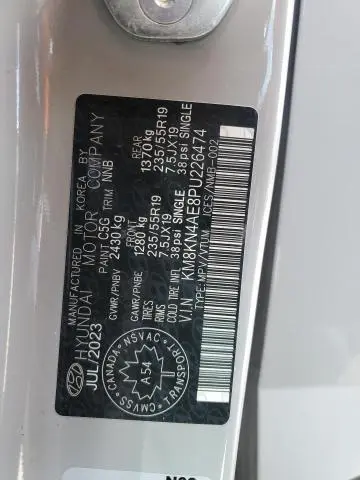 MANUFACTURED IN KOREA BY
HYUNDAI MOTOR COMPANY
JUL/2023 PAINT C5G TRIM NNB
GVWR/PNBV 2430 kg
FRONT REAR
GAWR/PNBE 1280 kg 1370 kg
TIRES 235/55R19 235/55R19
RIMS 7.5JX19 7.5JX19
COLD TIRE INFL 38psi SINGLE 38psi SINGLE
V.I.N. KM8KN4AE8PU226474
TYPE:MPV/VTUM ICES/NMB-002
CANADA NSVAC
A54
CMVSS TRANSPORT